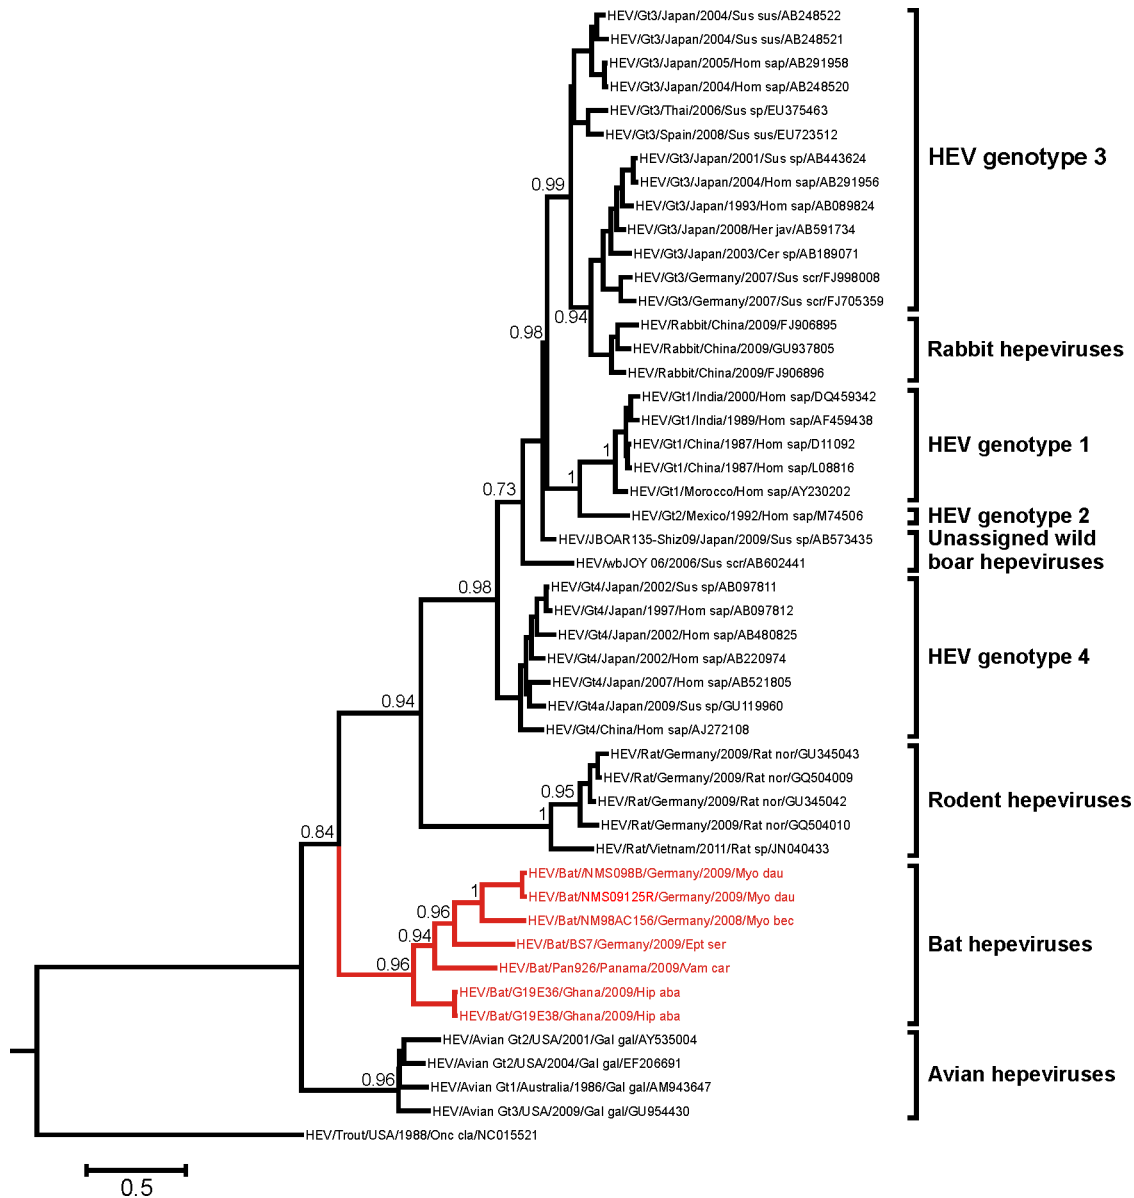 HEV/Gt3/Japan/2004/Sus sus/AB248522
HEV/Gt3/Japan/2004/Sus sus/AB248521
HEV/Gt3/Japan/2005/Hom sap/AB291958
HEV/Gt3/Japan/2004/Hom sap/AB248520
HEV/Gt3/Thai/2006/Sus sp/EU375463
HEV/Gt3/Spain/2008/Sus sus/EU723512
HEV/Gt3/Japan/2001/Sus sp/AB443624
HEV genotype 3
HEV/Gt3/Japan/2004/Hom sap/AB291956
0.99
HEV/Gt3/Japan/1993/Hom sap/AB089824
HEV/Gt3/Japan/2008/Her jav/AB591734
HEV/Gt3/Japan/2003/Cer sp/AB189071
HEV/Gt3/Germany/2007/Sus scr/FJ998008
HEV/Gt3/Germany/2007/Sus scr/FJ705359
0.94
HEV/Rabbit/China/2009/FJ906895
0.98
HEV/Rabbit/China/2009/GU937805
Rabbit hepeviruses
HEV/Rabbit/China/2009/FJ906896
HEV/Gt1/India/2000/Hom sap/DQ459342
HEV/Gt1/India/1989/Hom sap/AF459438
HEV/Gt1/China/1987/Hom sap/D11092
HEV genotype 1
1
HEV/Gt1/China/1987/Hom sap/L08816
1
0.73
HEV/Gt1/Morocco/Hom sap/AY230202
HEV/Gt2/Mexico/1992/Hom sap/M74506
HEV genotype 2
HEV/JBOAR135-Shiz09/Japan/2009/Sus sp/AB573435
Unassigned wild
boar hepeviruses
HEV/wbJOY 06/2006/Sus scr/AB602441
0.98
HEV/Gt4/Japan/2002/Sus sp/AB097811
HEV/Gt4/Japan/1997/Hom sap/AB097812
HEV/Gt4/Japan/2002/Hom sap/AB480825
HEV/Gt4/Japan/2002/Hom sap/AB220974
HEV genotype 4
HEV/Gt4/Japan/2007/Hom sap/AB521805
0.94
HEV/Gt4a/Japan/2009/Sus sp/GU119960
HEV/Gt4/China/Hom sap/AJ272108
HEV/Rat/Germany/2009/Rat nor/GU345043
HEV/Rat/Germany/2009/Rat nor/GQ504009
0.95
HEV/Rat/Germany/2009/Rat nor/GU345042
Rodent hepeviruses
1
HEV/Rat/Germany/2009/Rat nor/GQ504010
0.84
HEV/Rat/Vietnam/2011/Rat sp/JN040433
HEV/Bat//NMS098B/Germany/2009/Myo dau
1
HEV/Bat/NMS09125R/Germany/2009/Myo dau
0.96
HEV/Bat/NM98AC156/Germany/2008/Myo bec
0.94
HEV/Bat/BS7/Germany/2009/Ept ser
Bat hepeviruses
0.96
HEV/Bat/Pan926/Panama/2009/Vam car
HEV/Bat/G19E36/Ghana/2009/Hip aba
HEV/Bat/G19E38/Ghana/2009/Hip aba
HEV/Avian Gt2/USA/2001/Gal gal/AY535004
HEV/Avian Gt2/USA/2004/Gal gal/EF206691
Avian hepeviruses
0.96
HEV/Avian Gt1/Australia/1986/Gal gal/AM943647
HEV/Avian Gt3/USA/2009/Gal gal/GU954430
HEV/Trout/USA/1988/Onc cla/NC015521
0.5